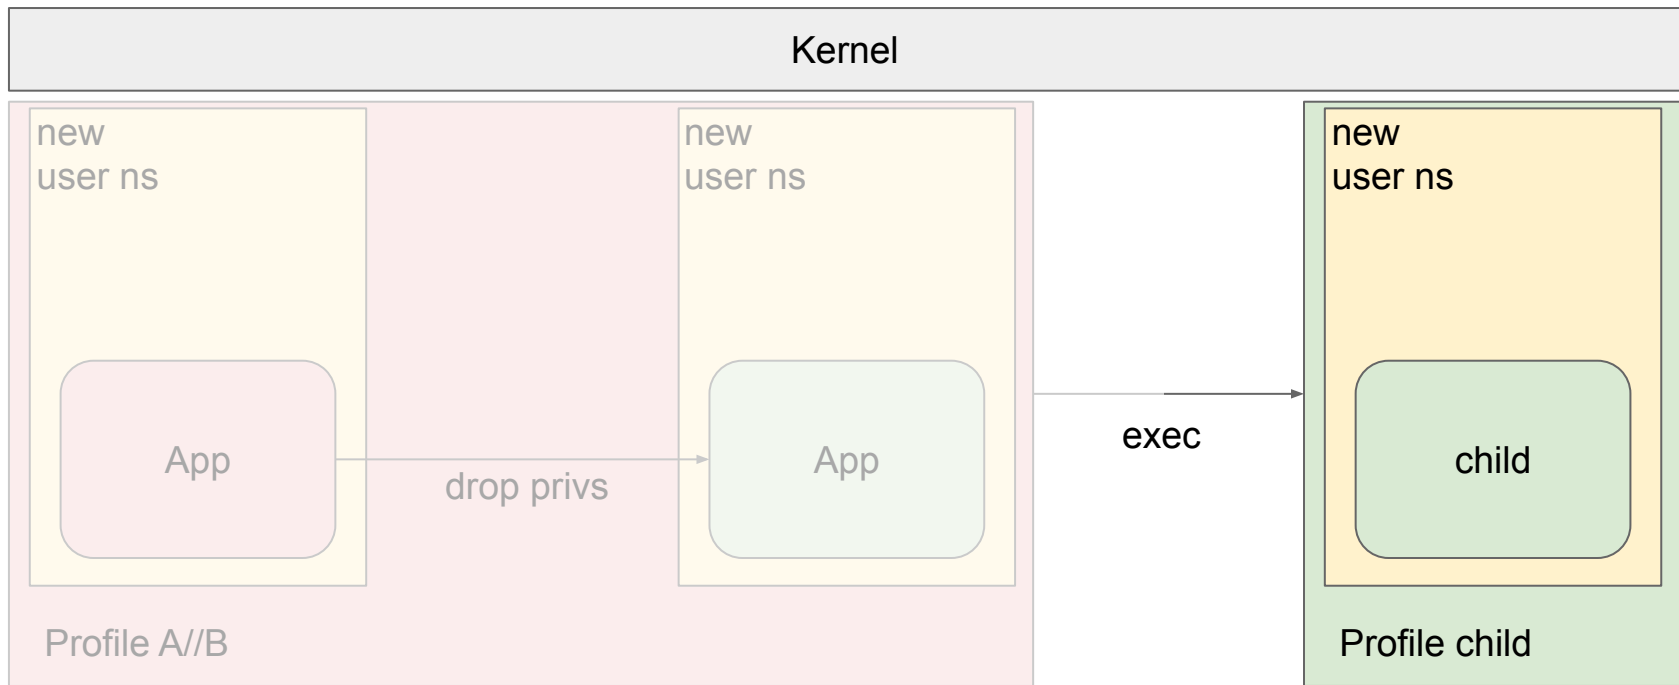 Kernel
new
user ns
new
user ns
new
user ns
App
drop privs
App
exec
child
Profile A//B
Profile child